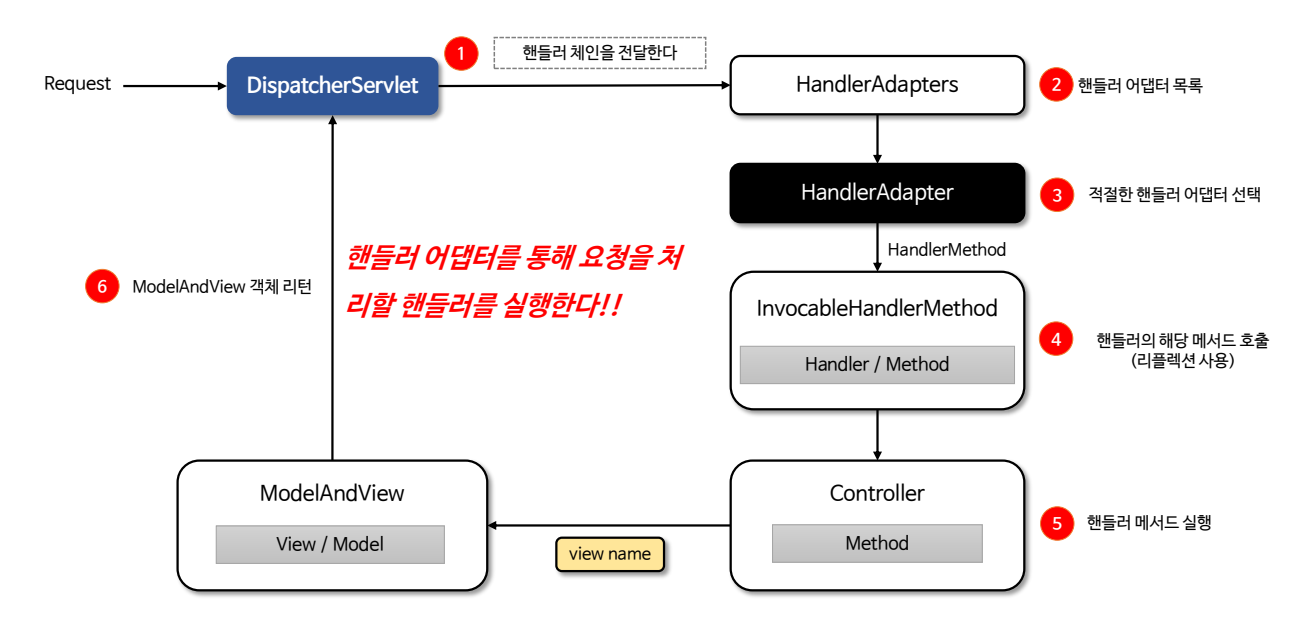 1
핸들러 체인을 전달한다
Request
DispatcherServlet
HandlerAdapters
2
핸들러 어댑터 목록
HandlerAdapter
3
적절한 핸들러 어댑터 선택
HandlerMethod
핸들러 어댑터를 통해 요청을 처
리할 핸들러를 실행한다!!
6
ModelAndView 객체 리턴
InvocableHandlerMethod
Handler / Method
4
핸들러의 해당 메서드 호출
(리플렉션 사용)
ModelAndView
View / Model
view name
Controller
Method
5
핸들러 메서드 실행